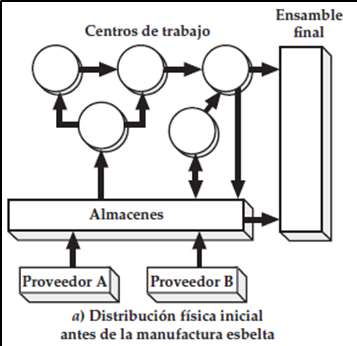 Centros de trabajo
Ensamble
final
Almacenes
Proveedor A
Proveedor B
a) Distribución física inicial
antes de la manufactura esbelta